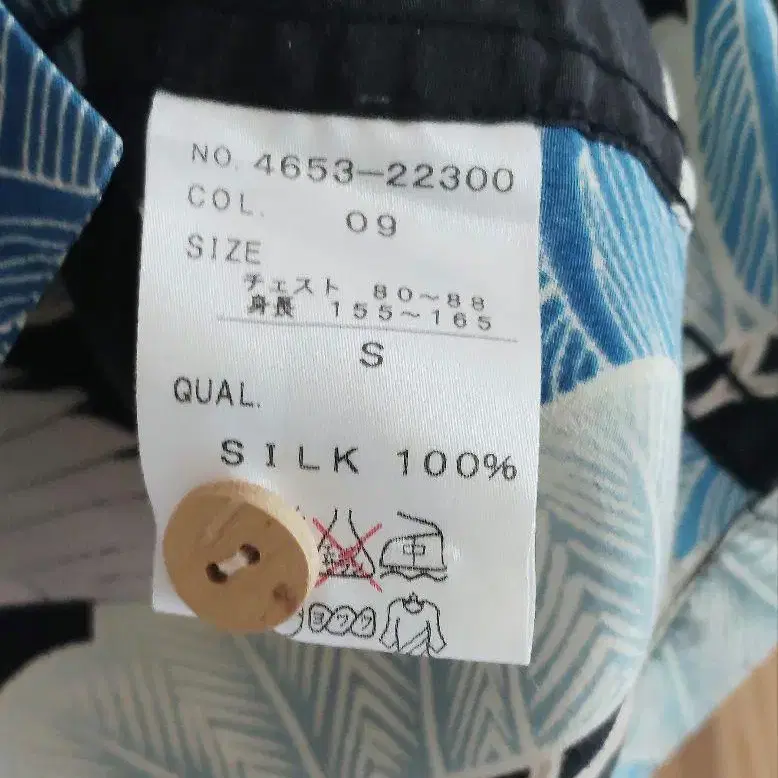 NO. 4653-22300
COL. 09
SIZE
チェスト 80~88
身長 155~165
S
QUAL.
SILK 100%